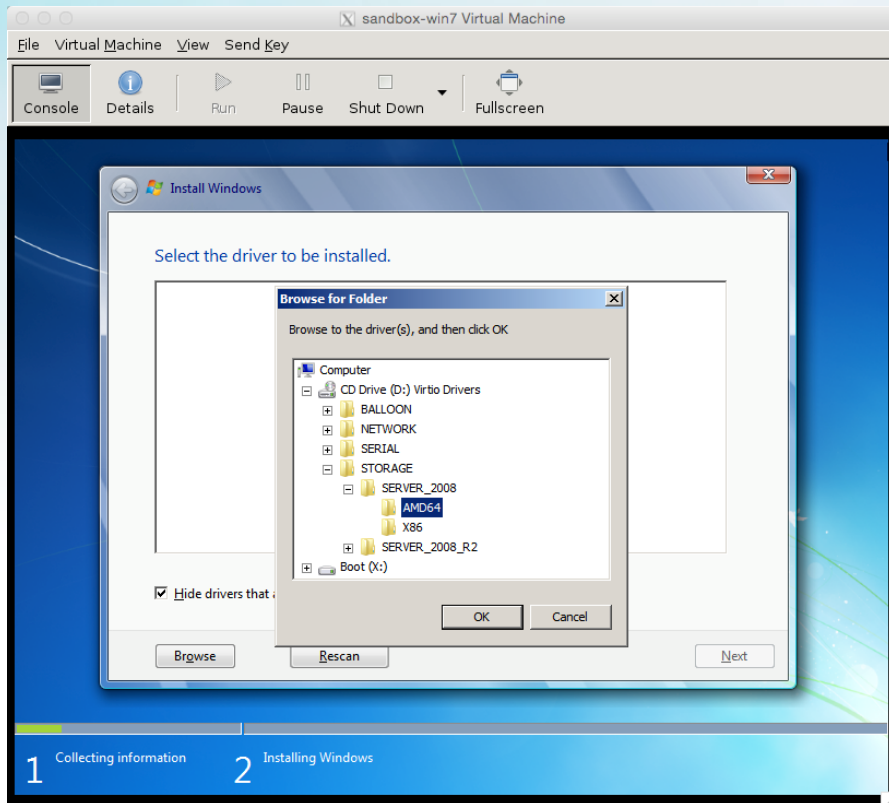 sandbox-win7 Virtual Machine
File Virtual Machine View Send Key
Console Details Run Pause Shut Down Fullscreen
Install Windows
Select the driver to be installed.
Browse for Folder
Browse to the driver(s), and then click OK
Computer
CD Drive (D:) Virtio Drivers
BALLOON
NETWORK
SERIAL
STORAGE
SERVER_2008
AMD64
X86
SERVER_2008_R2
Boot (X:)
Hide drivers that
OK Cancel
Browse Rescan Next
1 Collecting information 2 Installing Windows